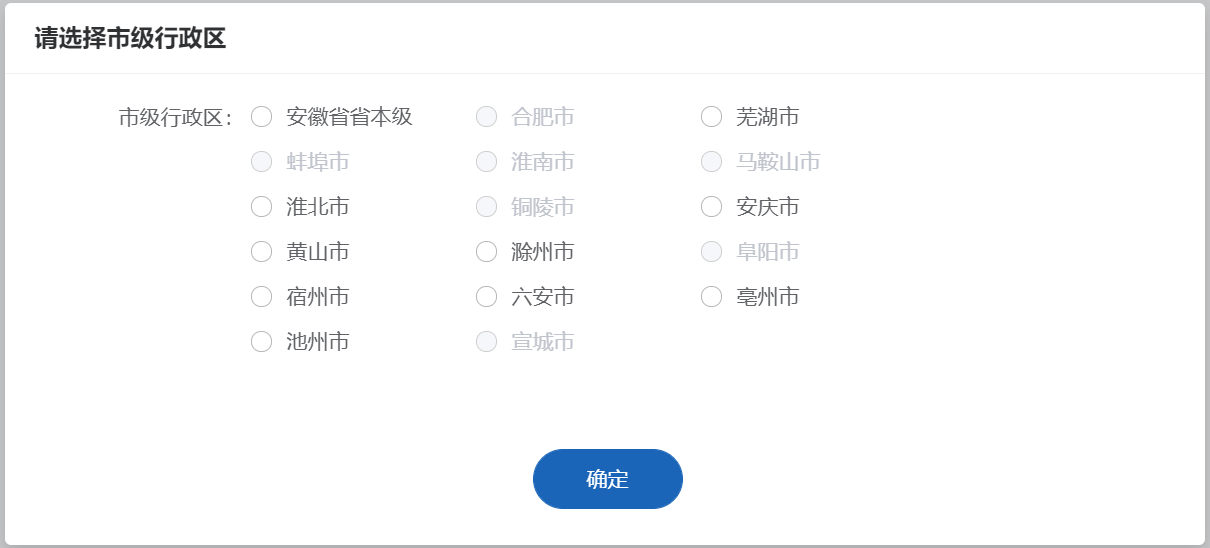 请选择市级行政区
市级行政区： 安徽省省本级 合肥市 芜湖市
蚌埠市 淮南市 马鞍山市
淮北市 铜陵市 安庆市
黄山市 滁州市 阜阳市
宿州市 六安市 亳州市
池州市 宣城市
确定